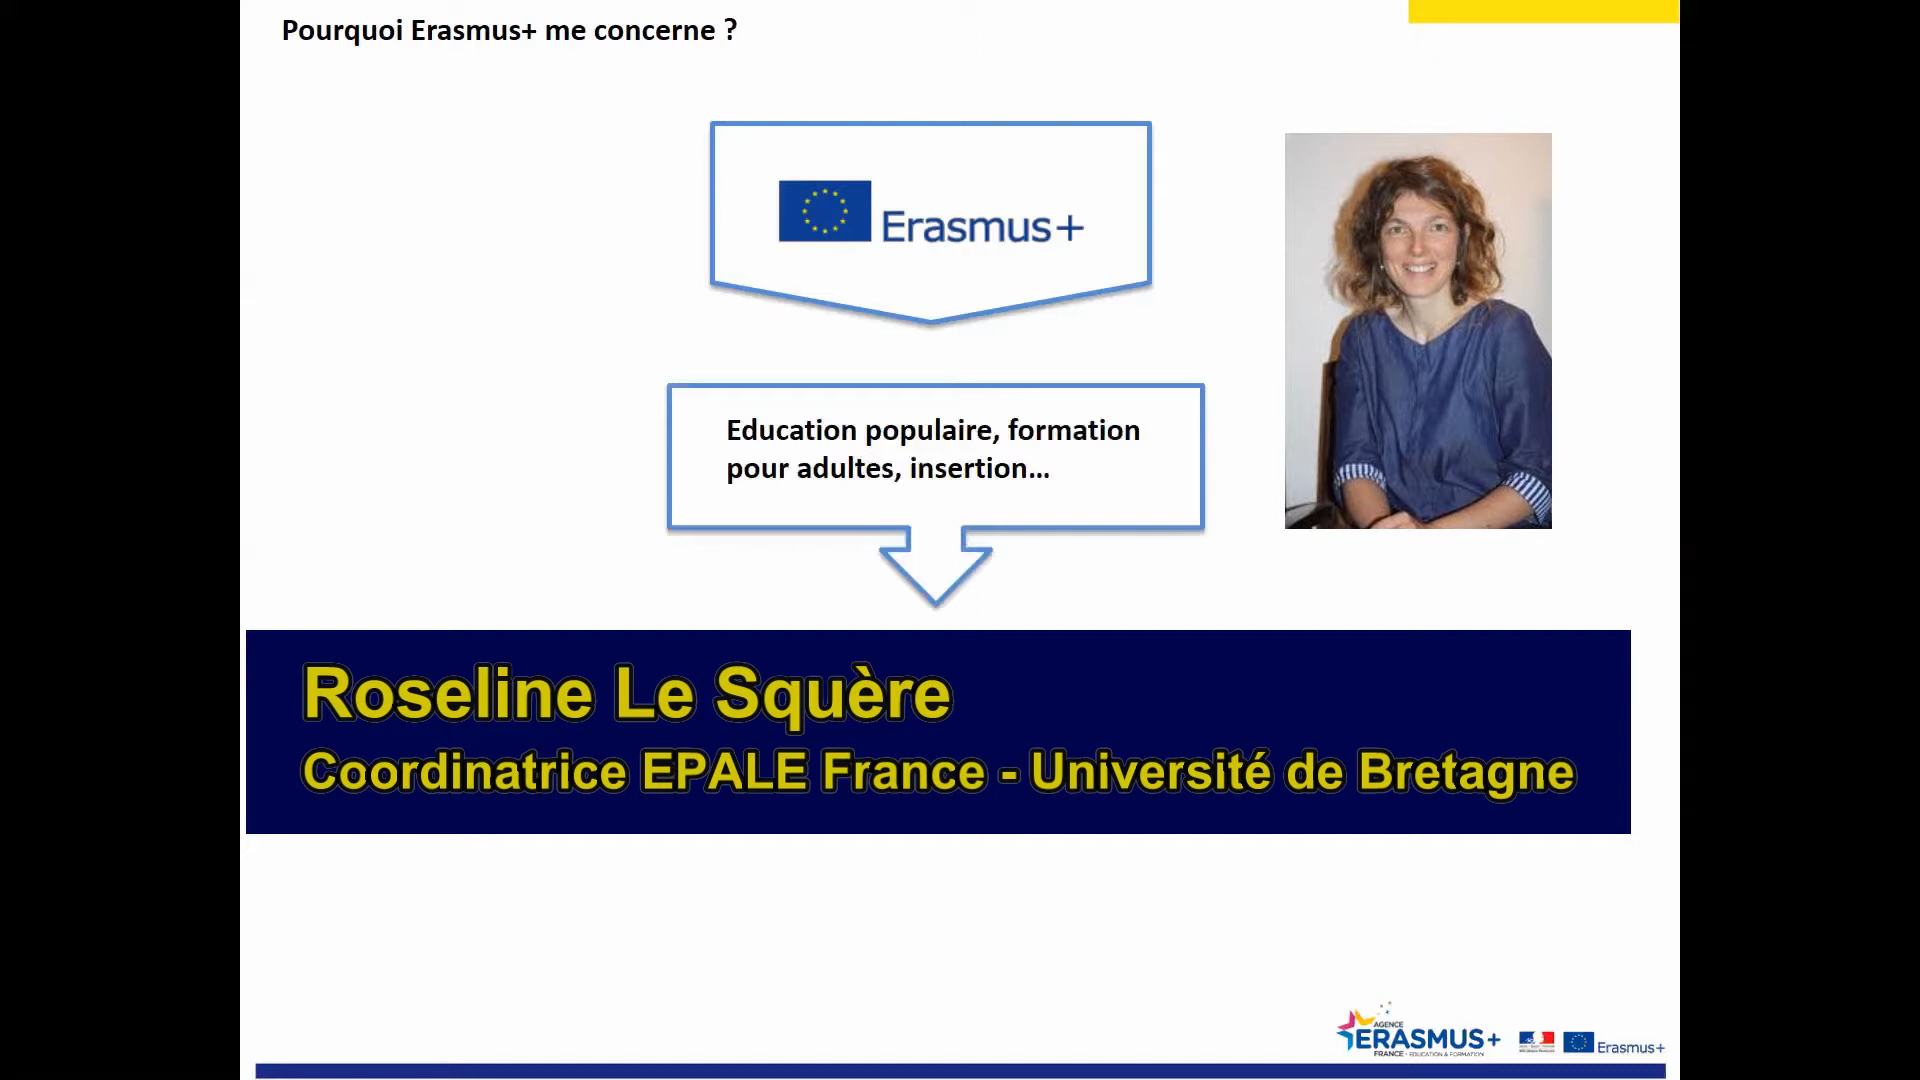 Pourquoi Erasmus+ me concerne ?
Erasmus+
Education populaire, formation
pour adultes, insertion...
Roseline Le Squère
Coordinatrice EPALE France - Université de Bretagne
AGENCE
ERASMUS+
FRANCE - EDUCATION & FORMATION
Erasmus+